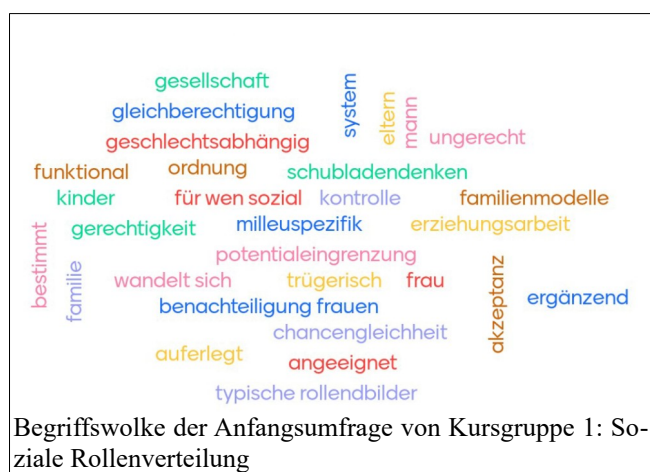 gesellschaft
system
eltern
mann
gleichberechtigung
geschlechtsabhängig
ungerecht
funktional
ordnung
schubladendenken
kinder
für wen sozial
kontrolle
familienmodelle
gerechtigkeit
milleuspezifik
erziehungsarbeit
bestimmt
familie
potentialeingrenzung
wandelt sich
trügerisch
frau
akzeptanz
ergänzend
benachteiligung frauen
chancengleichheit
auferlegt
angeeignet
typische rollendbilder
Begriffswolke der Anfangsumfrage von Kursgruppe 1: So-
ziale Rollenverteilung